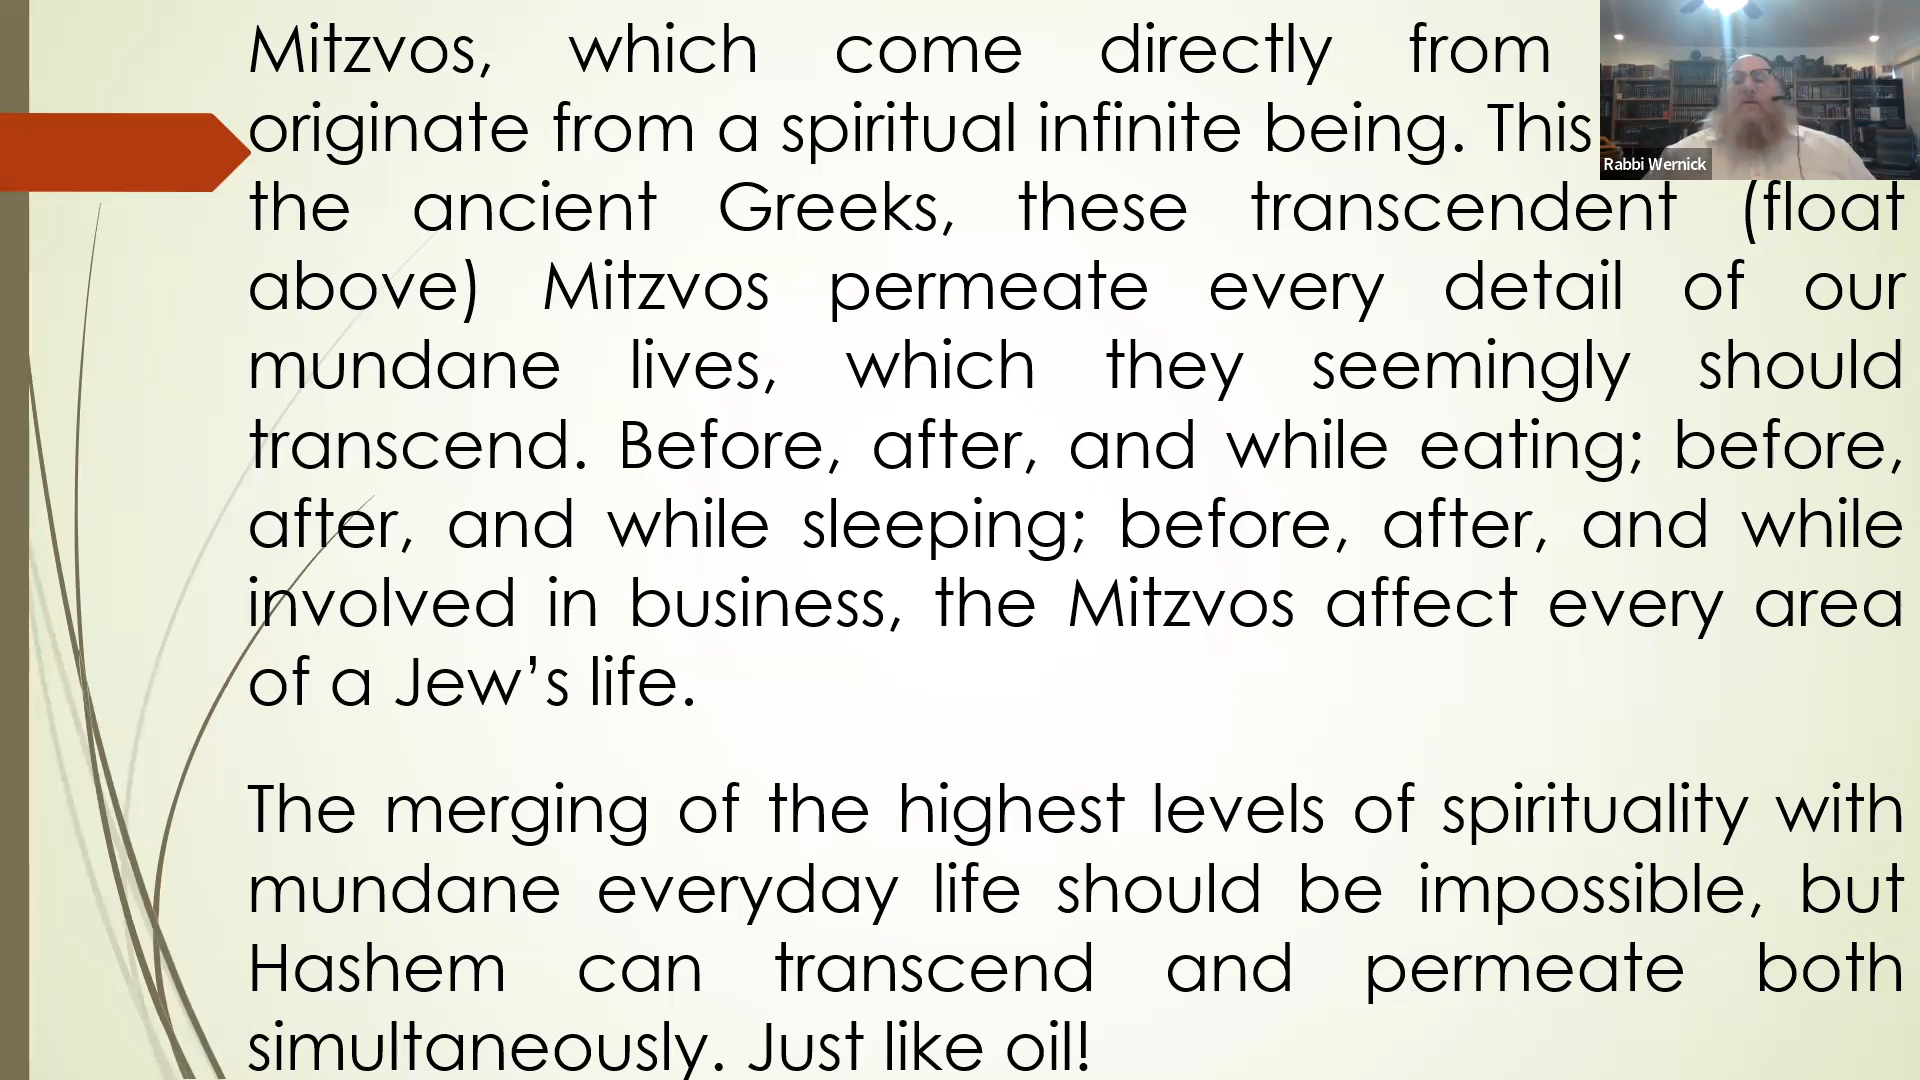 Mitzvos, which come directly from
originate from a spiritual infinite being. This
Rabbi Wernick
the ancient Greeks, these transcendent (float
above) Mitzvos permeate every detail of our
mundane lives, which they seemingly should
transcend. Before, after, and while eating; before,
after, and while sleeping; before, after, and while
involved in business, the Mitzvos affect every area
of a Jew’s life.
The merging of the highest levels of spirituality with
mundane everyday life should be impossible, but
Hashem can transcend and permeate both
simultaneously. Just like oil!